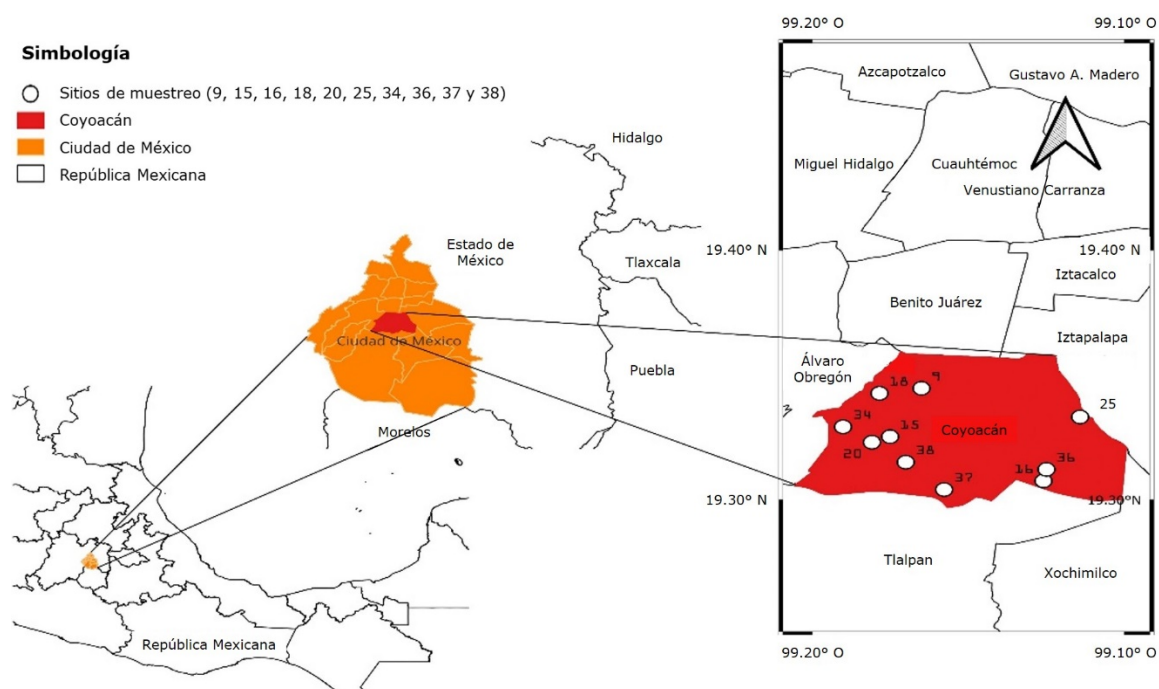 Simbología
Sitios de muestreo (9, 15, 16, 18, 20, 25, 34, 36, 37 y 38)
Coyoacán
Ciudad de México
República Mexicana
Hidalgo
Estado de
México
Tlaxcala
Ciudad de México
Puebla
Morelos
República Mexicana
99.20° O
99.10° O
Azcapotzalco
Gustavo A. Madero
Miguel Hidalgo
Cuauhtémoc
Venustiano Carranza
19.40° N
19.40° N
Iztacalco
Benito Juárez
Iztapalapa
Álvaro
Obregón
18
9
25
34
15
Coyoacán
20
38
36
16
37
19.30° N
19.30°N
Tlalpan
Xochimilco
99.20° O
99.10° O